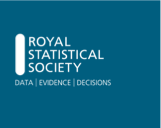 ROYAL
STATISTICAL
SOCIETY
DATA | EVIDENCE | DECISIONS